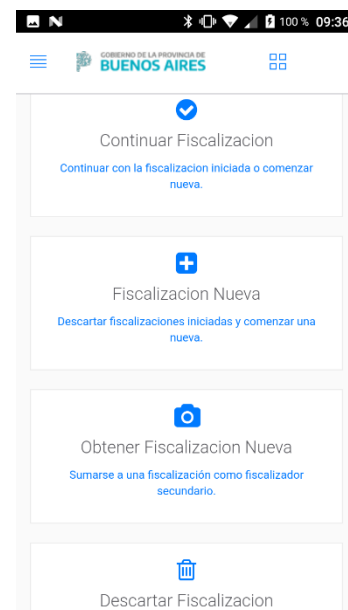 100 % 09:36
GOBIERNO DE LA PROVINCIA DE
BUENOS AIRES
Continuar Fiscalizacion
Continuar con la fiscalizacion iniciada o comenzar
nueva.
Fiscalizacion Nueva
Descartar fiscalizaciones iniciadas y comenzar una
nueva.
Obtener Fiscalizacion Nueva
Sumarse a una fiscalización como fiscalizador
secundario.
Descartar Fiscalizacion